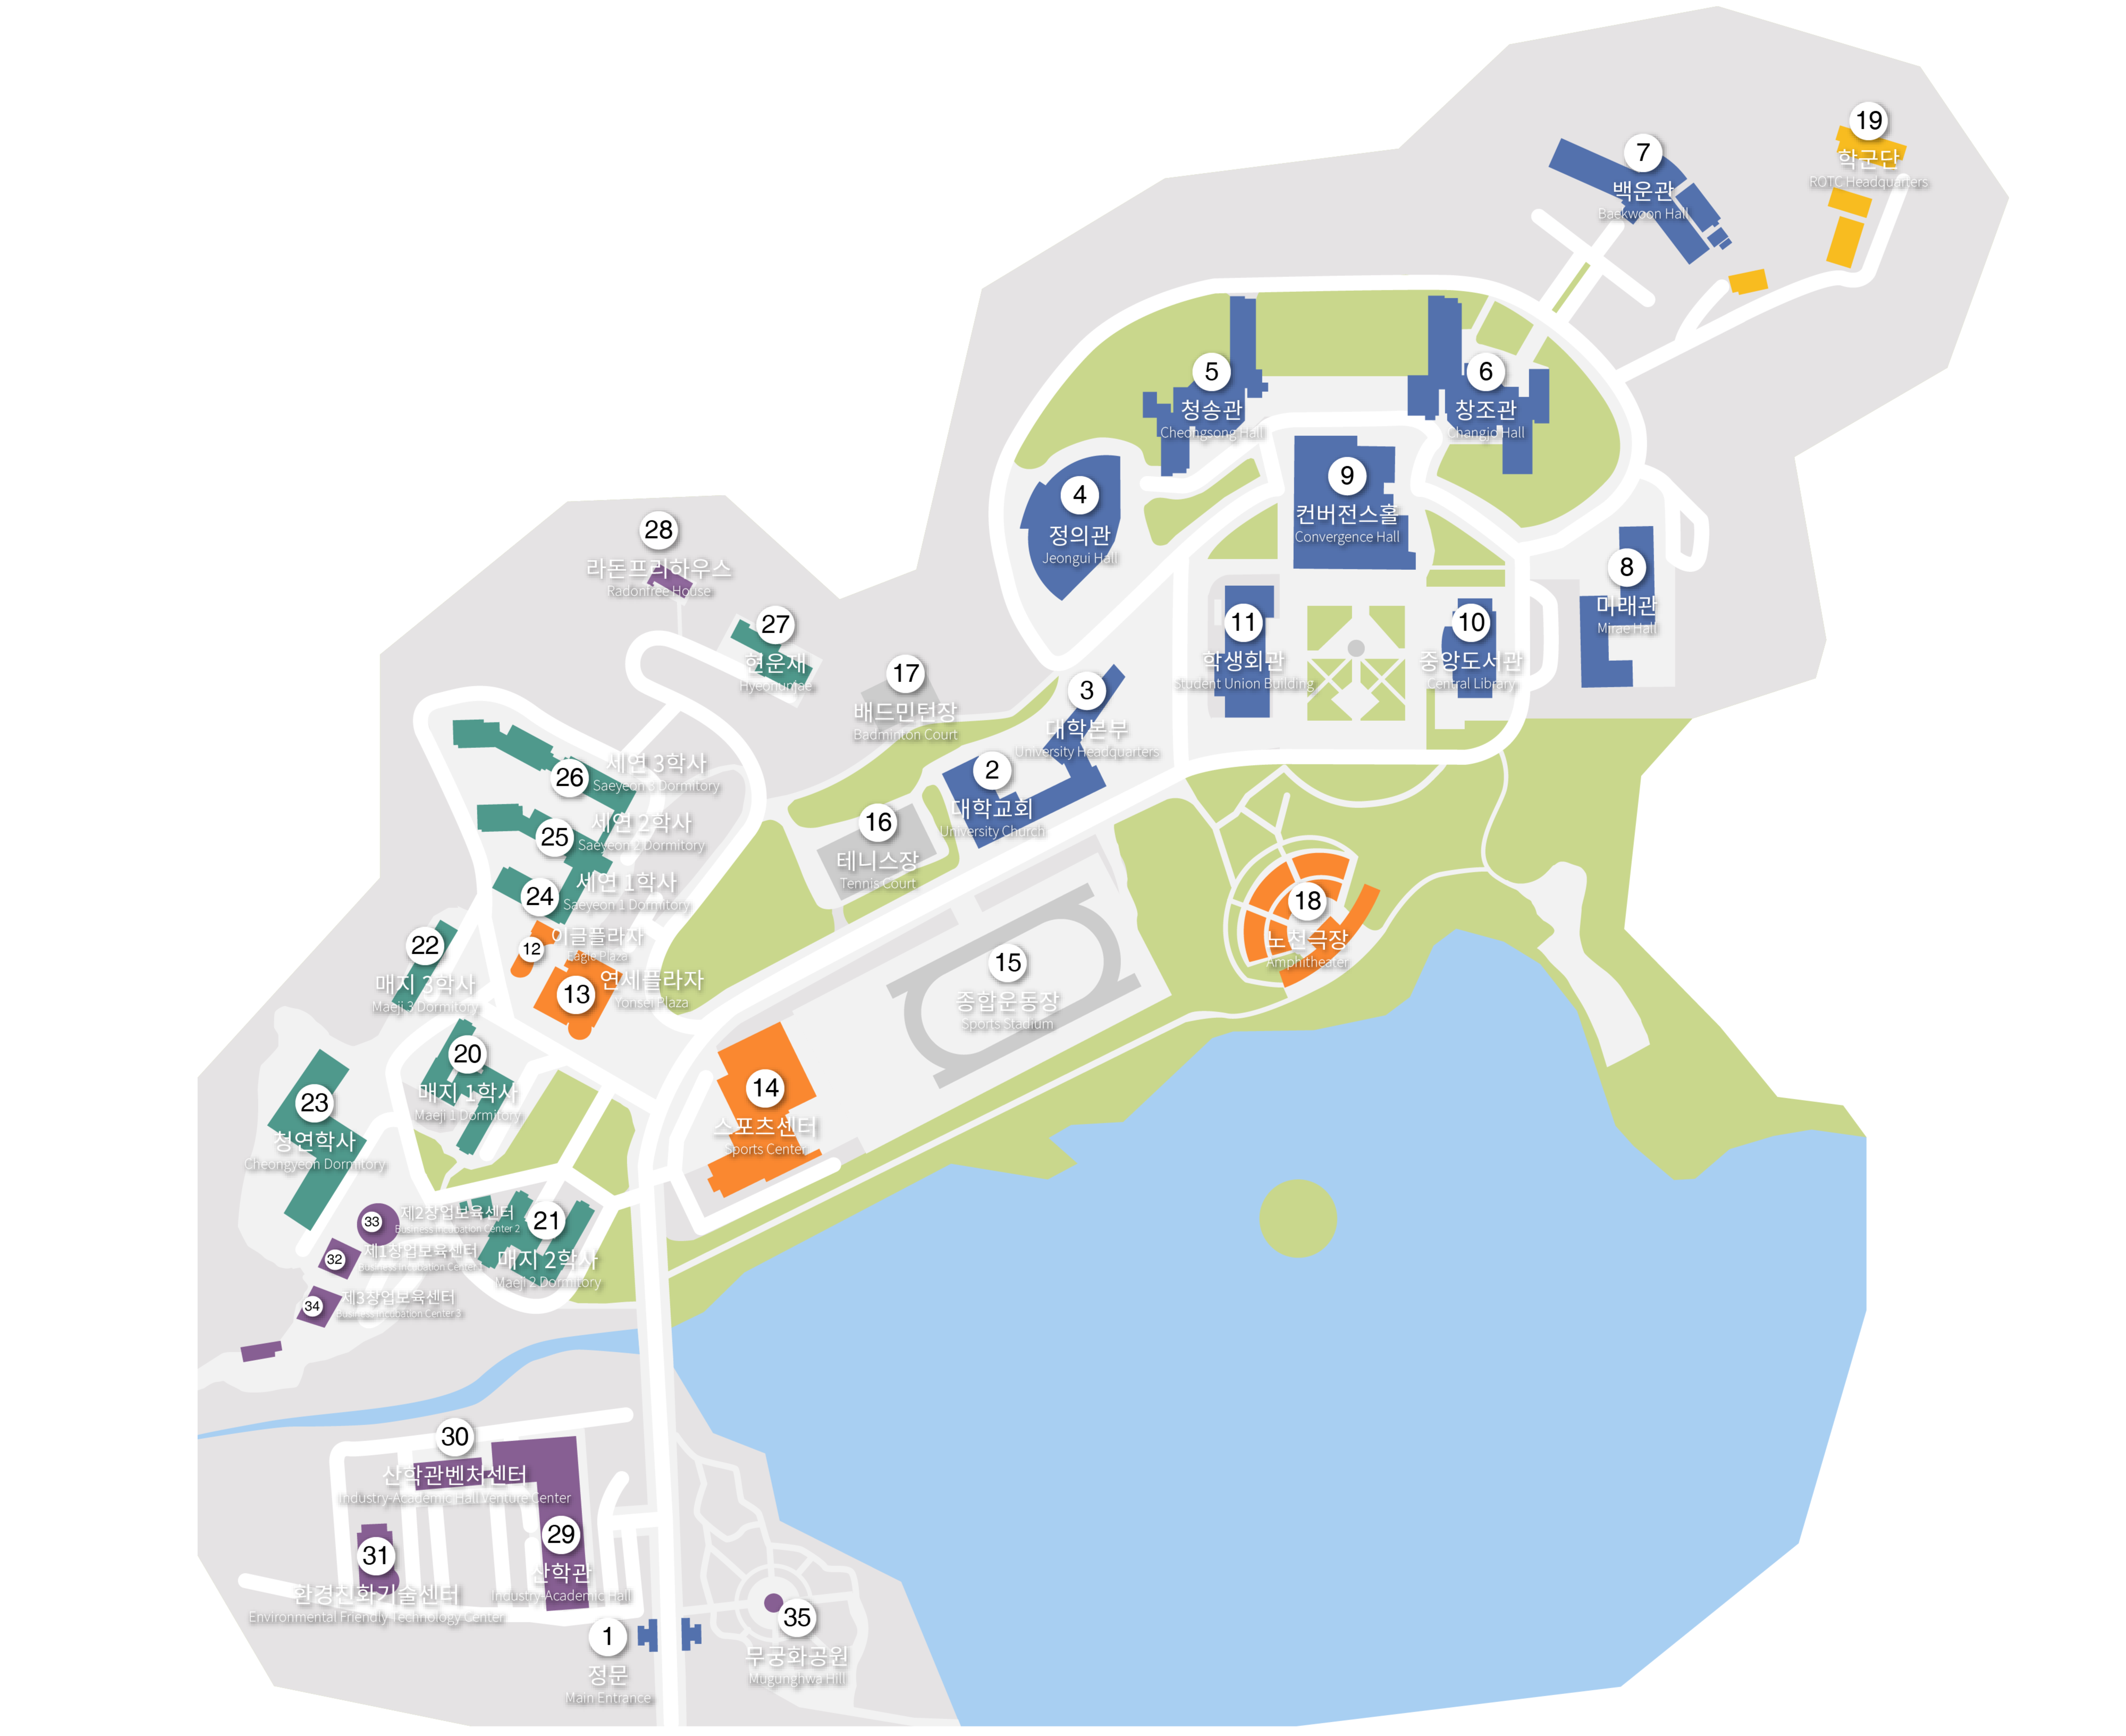 19
학군단
ROTC Headquarters
7
백운관
Baekwoon Hall
5
청송관
Cheongsong Hall
6
창조관
Changjo Hall
9
컨버전스홀
Convergence Hall
4
정의관
Jeongui Hall
8
미래관
Mirae Hall
28
라돈프리하우스
Radonfree House
27
현운재
Hyeonunjae
11
학생회관
Student Union Building
10
중앙도서관
Central Library
17
배드민턴장
Badminton Court
3
대학본부
University Headquarters
2
대학교회
University Church
26
세연 3학사
Saeyeon 3 Dormitory
25
세연 2학사
Saeyeon 2 Dormitory
16
테니스장
Tennis Court
24
세연 1학사
Saeyeon 1 Dormitory
18
노천극장
Amphitheater
12
이글플라자
Eagle Plaza
22
매지 3학사
Maeji 3 Dormitory
13
연세플라자
Yonsei Plaza
15
종합운동장
Sports Stadium
20
매지 1학사
Maeji 1 Dormitory
14
스포츠센터
Sports Center
23
청연학사
Cheongyeon Dormitory
33
제2창업보육센터
Business Incubation Center 2
21
매지 2학사
Maeji 2 Dormitory
32
제1창업보육센터
Business Incubation Center 1
34
제3창업보육센터
Business Incubation Center 3
30
산학관벤처센터
Industry-Academic Hall Venture Center
29
산학관
Industry-Academic Hall
31
환경친화기술센터
Environmental Friendly Technology Center
1
정문
Main Entrance
35
무궁화공원
Mugunghwa Hill